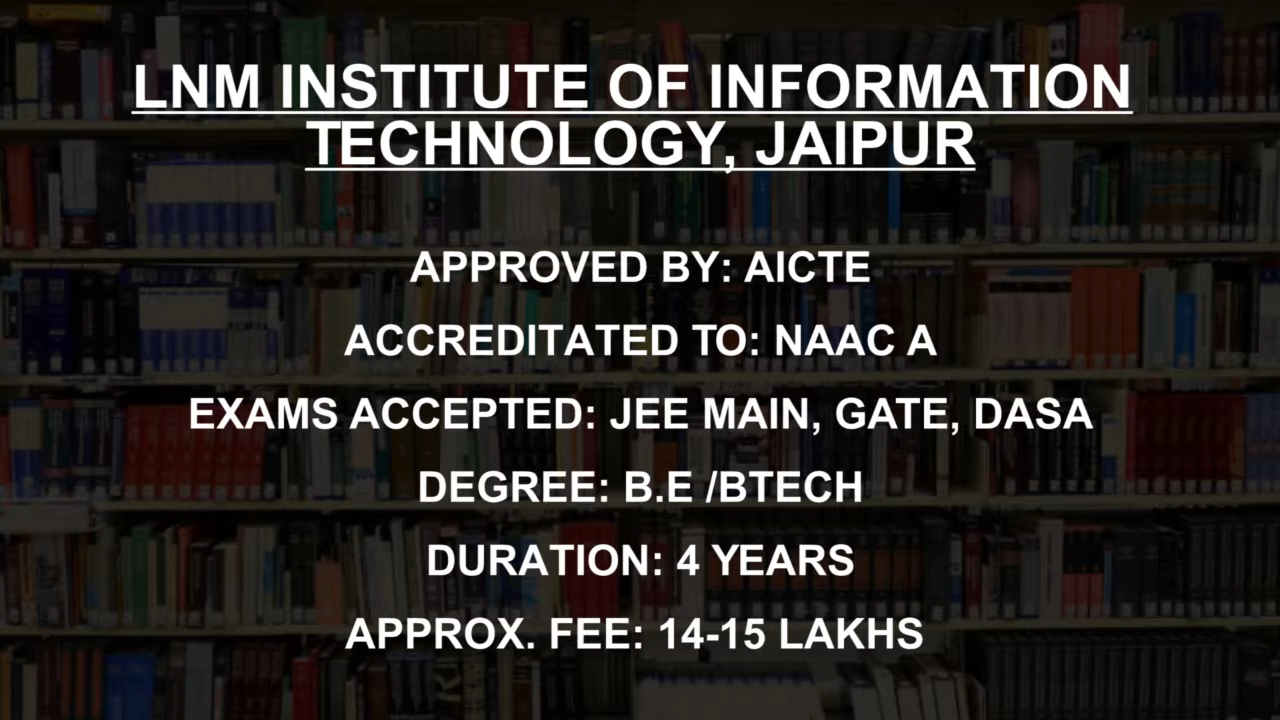 LNM INSTITUTE OF INFORMATION
TECHNOLOGY, JAIPUR
APPROVED BY: AICTE
ACCREDITATED TO: NAAC A
EXAMS ACCEPTED: JEE MAIN, GATE, DASA
DEGREE: B.E /BTECH
DURATION: 4 YEARS
APPROX. FEE: 14-15 LAKHS